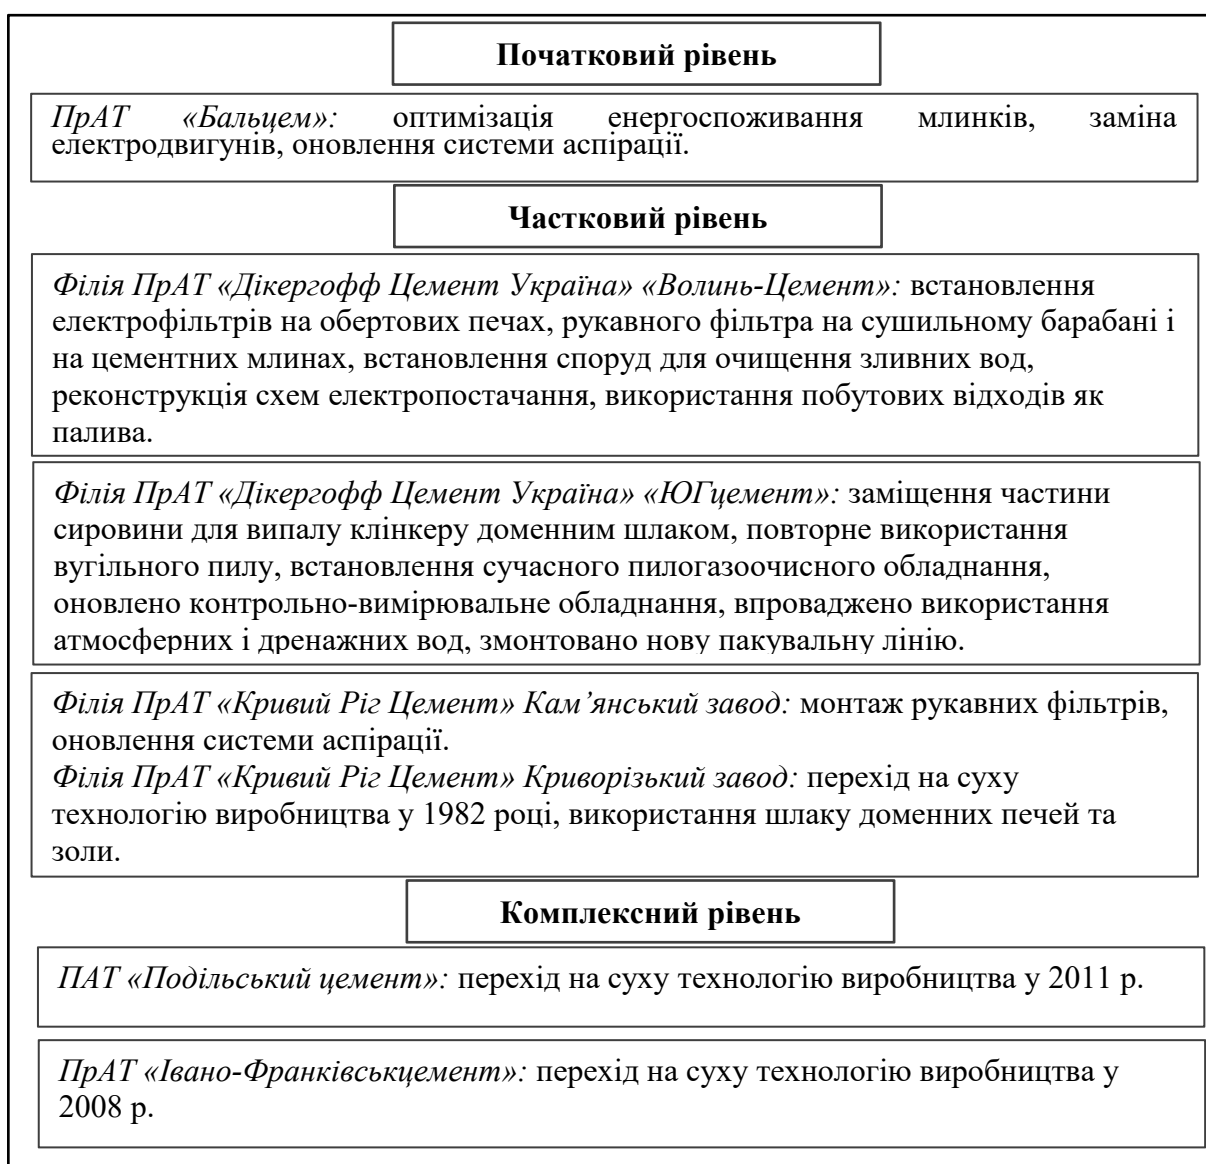 Початковий рівень
ПрАТ «Бальцем»: оптимізація енергоспоживання млинків, заміна
електродвигунів, оновлення системи аспірації.
Частковий рівень
Філія ПрАТ «Дікергофф Цемент Україна» «Волинь-Цемент»: встановлення
електрофільтрів на обертових печах, рукавного фільтра на сушильному барабані і
на цементних млинах, встановлення споруд для очищення зливних вод,
реконструкція схем електропостачання, використання побутових відходів як
палива.
Філія ПрАТ «Дікергофф Цемент Україна» «ЮГцемент»: заміщення частини
сировини для випалу клінкеру доменним шлаком, повторне використання
вугільного пилу, встановлення сучасного пилогазоочисного обладнання,
оновлено контрольно-вимірювальне обладнання, впроваджено використання
атмосферних і дренажних вод, змонтовано нову пакувальну лінію.
Філія ПрАТ «Кривий Ріг Цемент» Кам’янський завод: монтаж рукавних фільтрів,
оновлення системи аспірації.
Філія ПрАТ «Кривий Ріг Цемент» Криворізький завод: перехід на суху
технологію виробництва у 1982 році, використання шлаку доменних печей та
золи.
Комплексний рівень
ПАТ «Подільський цемент»: перехід на суху технологію виробництва у 2011 р.
ПрАТ «Івано-Франківськцемент»: перехід на суху технологію виробництва у
2008 р.